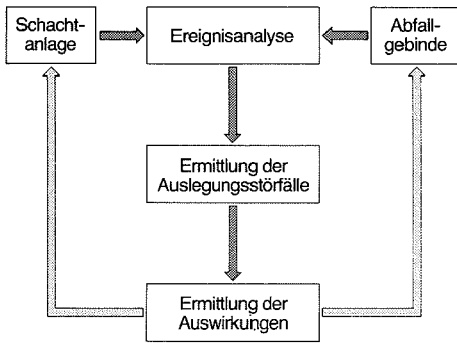 Schacht-
anlage
Ereignisanalyse
Abfall-
gebinde
Ermittlung der
Auslegungsstörfälle
Ermittlung der
Auswirkungen